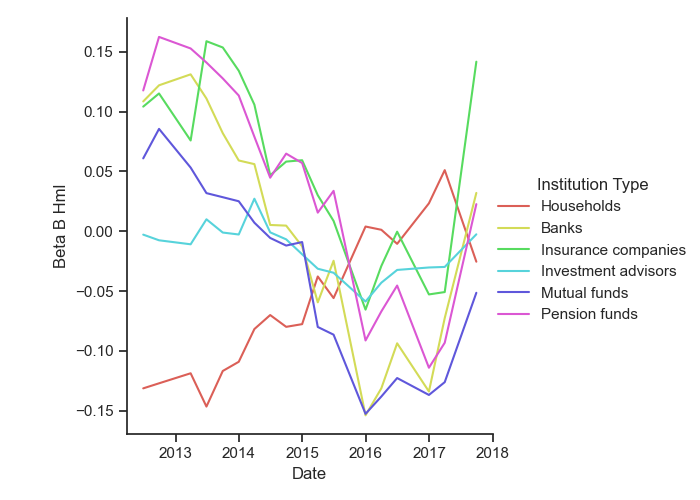 0.15
0.10
0.05
0.00
−0.05
−0.10
−0.15
Beta B Hml
2013 2014 2015 2016 2017 2018
Date
Institution Type
Households
Banks
Insurance companies
Investment advisors
Mutual funds
Pension funds